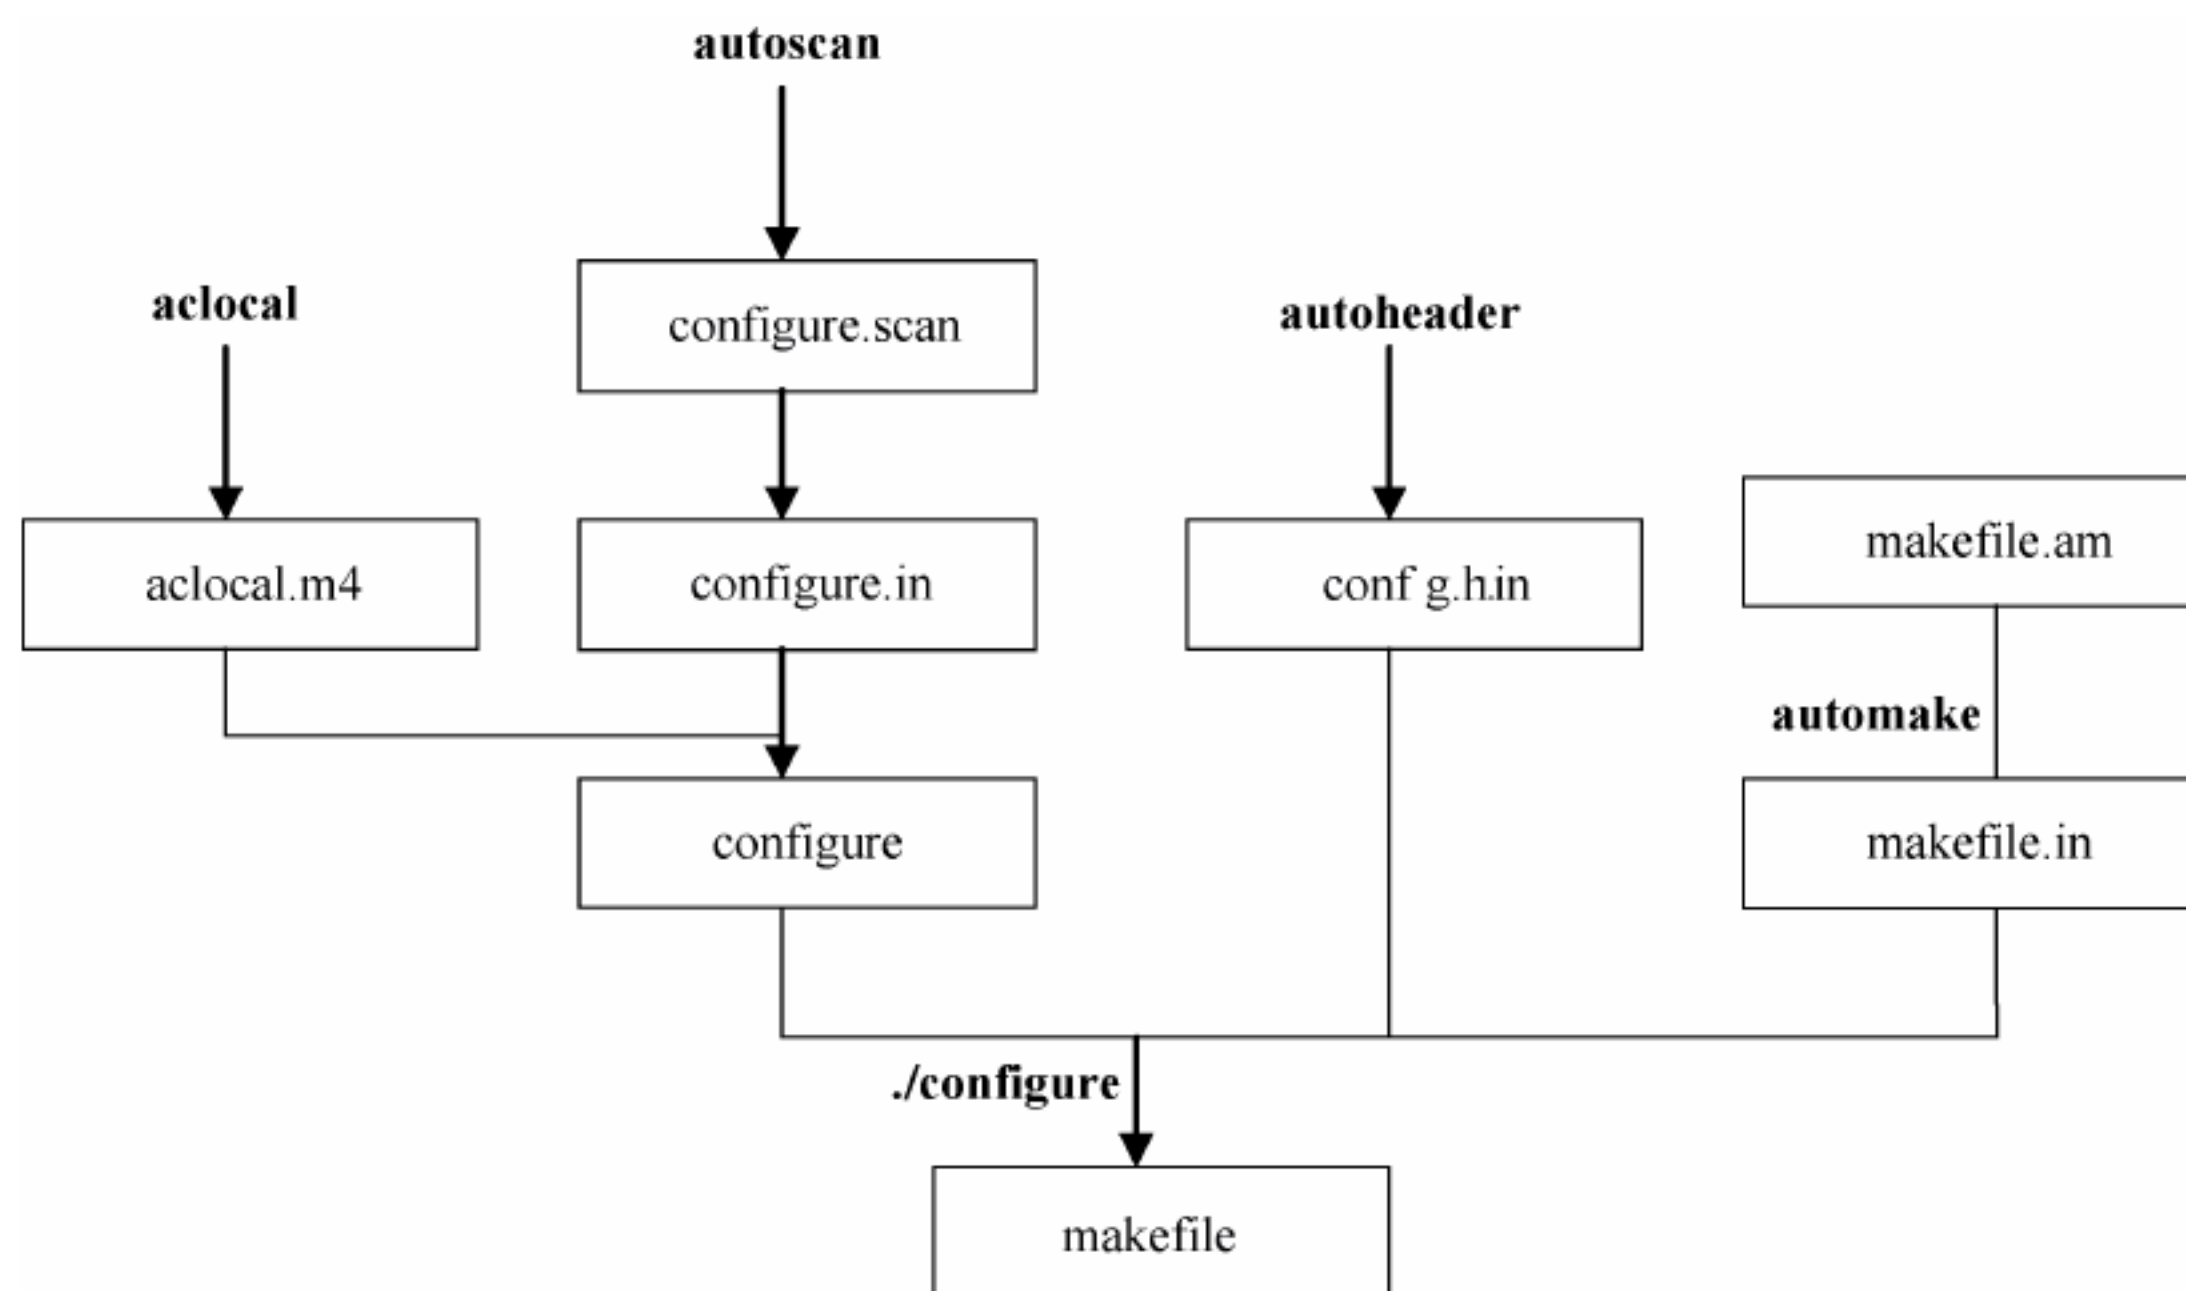 autoscan
aclocal
configure.scan
autoheader
aclocal.m4
configure.in
conf g.h.in
makefile.am
automake
configure
makefile.in
./configure
makefile